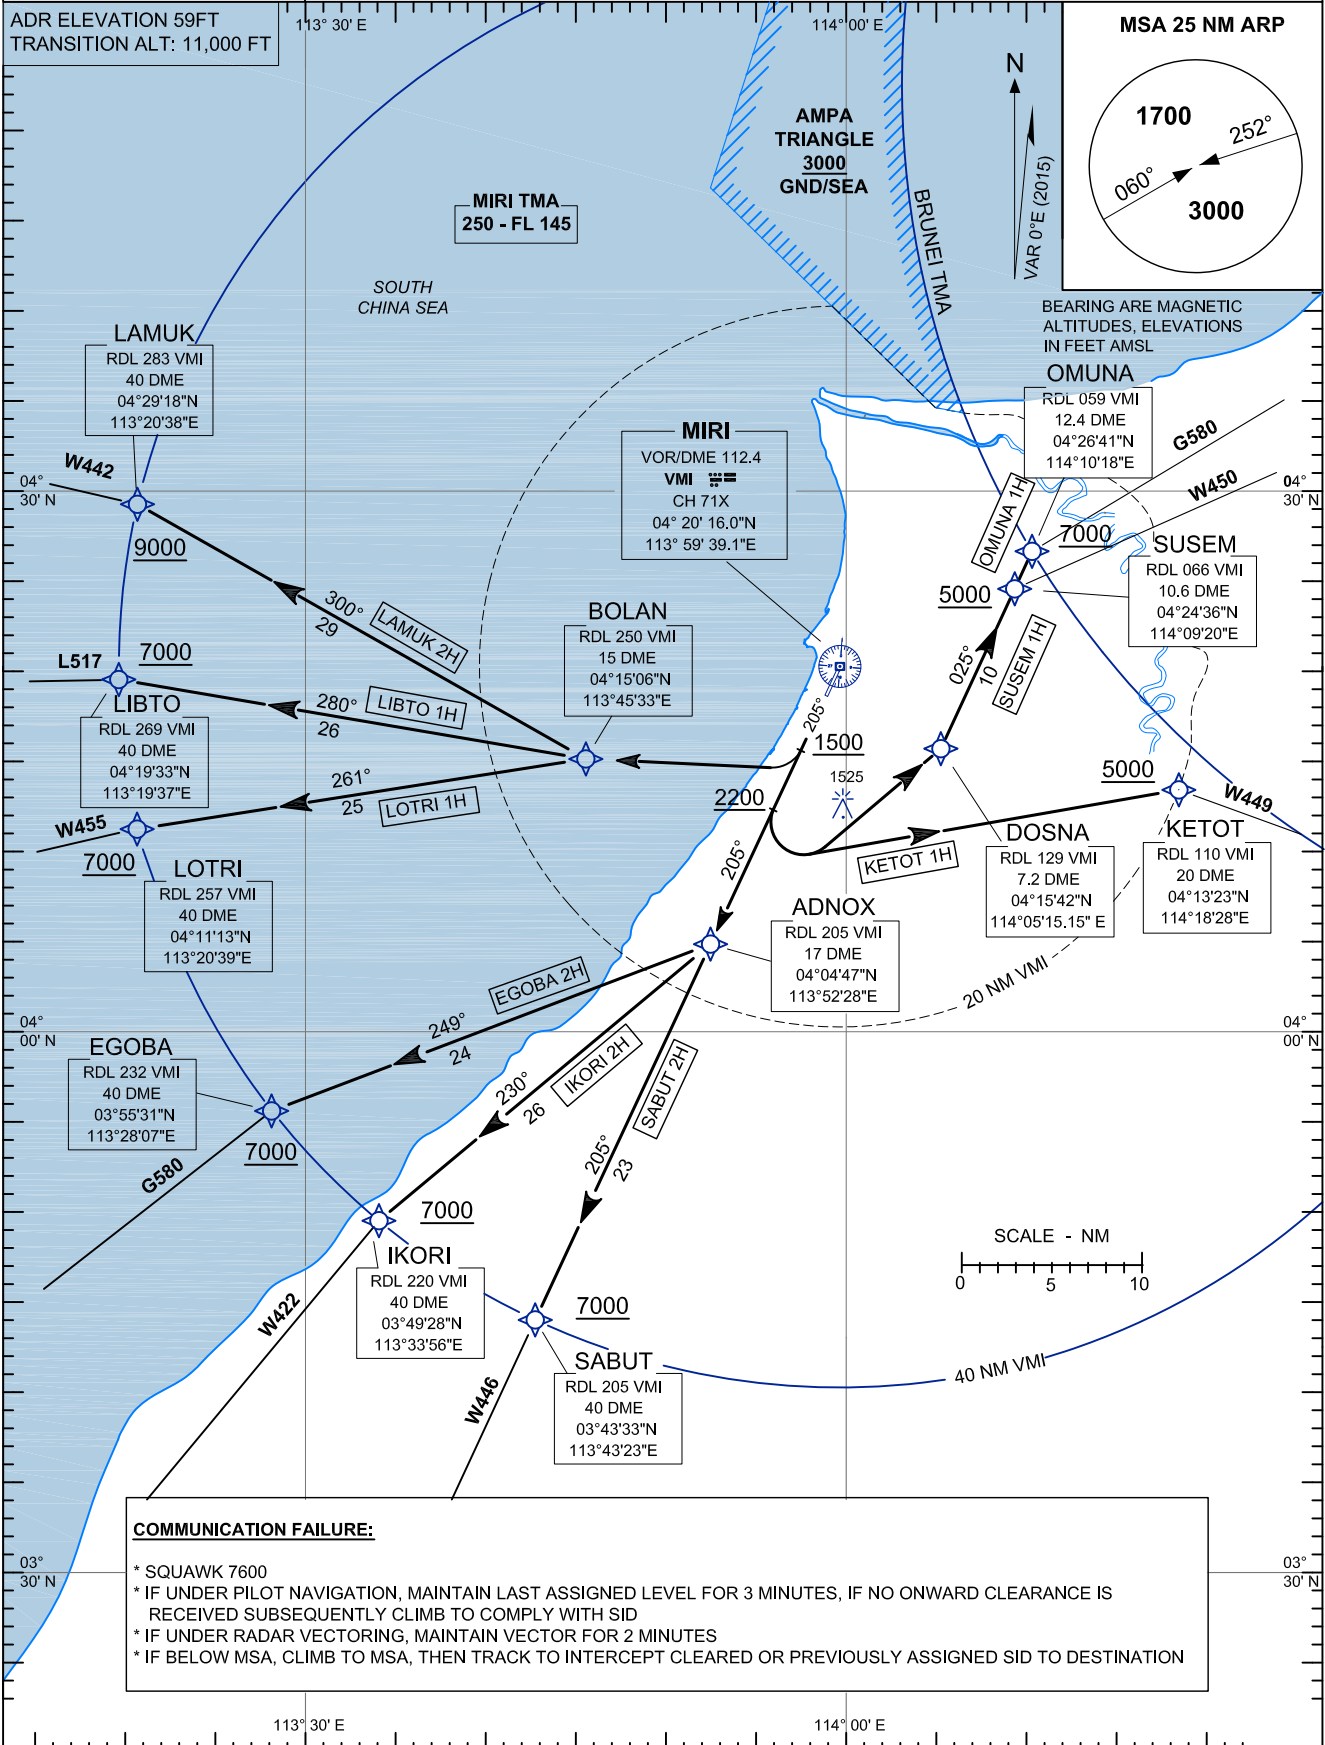 ADR ELEVATION 59FT
TRANSITION ALT: 11,000 FT
113° 30' E
114° 00' E
MSA 25 NM ARP
1700
252°
060°
3000
N
VAR 0°E (2015)
AMPA
TRIANGLE
3000
GND/SEA
BRUNEI TMA
MIRI TMA
250 - FL 145
SOUTH
CHINA SEA
BEARING ARE MAGNETIC
ALTITUDES, ELEVATIONS
IN FEET AMSL
LAMUK
RDL 283 VMI
40 DME
04°29'18"N
113°20'38"E
W442
9000
04°
30' N
MIRI
VOR/DME 112.4
VMI
CH 71X
04° 20' 16.0"N
113° 59' 39.1"E
OMUNA
RDL 059 VMI
12.4 DME
04°26'41"N
114°10'18"E
G580
W450
04°
30' N
OMUNA 1H
7000
SUSEM
RDL 066 VMI
10.6 DME
04°24'36"N
114°09'20"E
5000
025°
10
SUSEM 1H
300°
29
LAMUK 2H
BOLAN
RDL 250 VMI
15 DME
04°15'06"N
113°45'33"E
L517
7000
LIBTO
RDL 269 VMI
40 DME
04°19'33"N
113°19'37"E
280°
26
LIBTO 1H
205°
1500
1525
2200
261°
25
LOTRI 1H
W455
7000
LOTRI
RDL 257 VMI
40 DME
04°11'13"N
113°20'39"E
5000
W449
KETOT
RDL 110 VMI
20 DME
04°13'23"N
114°18'28"E
DOSNA
RDL 129 VMI
7.2 DME
04°15'42"N
114°05'15.15" E
KETOT 1H
205°
ADNOX
RDL 205 VMI
17 DME
04°04'47"N
113°52'28"E
20 NM VMI
EGOBA 2H
249°
24
04°
00' N
04°
00' N
EGOBA
RDL 232 VMI
40 DME
03°55'31"N
113°28'07"E
7000
G580
230°
26
IKORI 2H
SABUT 2H
205°
23
7000
IKORI
RDL 220 VMI
40 DME
03°49'28"N
113°33'56"E
W422
7000
SABUT
RDL 205 VMI
40 DME
03°43'33"N
113°43'23"E
W446
SCALE - NM
0 5 10
40 NM VMI
COMMUNICATION FAILURE:
* SQUAWK 7600
* IF UNDER PILOT NAVIGATION, MAINTAIN LAST ASSIGNED LEVEL FOR 3 MINUTES, IF NO ONWARD CLEARANCE IS
RECEIVED SUBSEQUENTLY CLIMB TO COMPLY WITH SID
* IF UNDER RADAR VECTORING, MAINTAIN VECTOR FOR 2 MINUTES
* IF BELOW MSA, CLIMB TO MSA, THEN TRACK TO INTERCEPT CLEARED OR PREVIOUSLY ASSIGNED SID TO DESTINATION
03°
30' N
03°
30' N
113° 30' E
114° 00' E